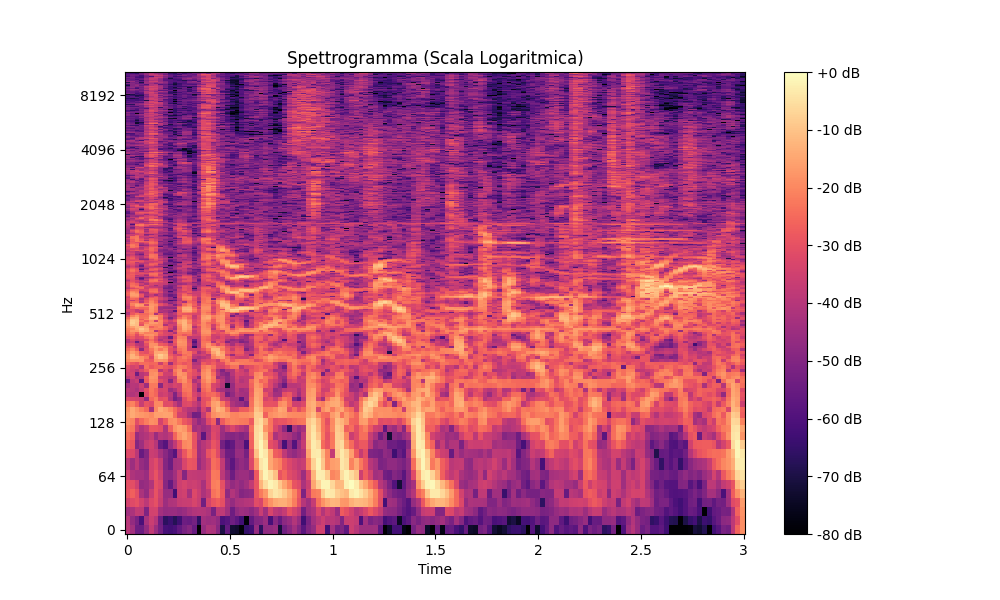 Spettrogramma (Scala Logaritmica)
8192
4096
2048
1024
512
256
128
64
0
Hz
0
0.5
1
1.5
2
2.5
3
Time
+0 dB
-10 dB
-20 dB
-30 dB
-40 dB
-50 dB
-60 dB
-70 dB
-80 dB